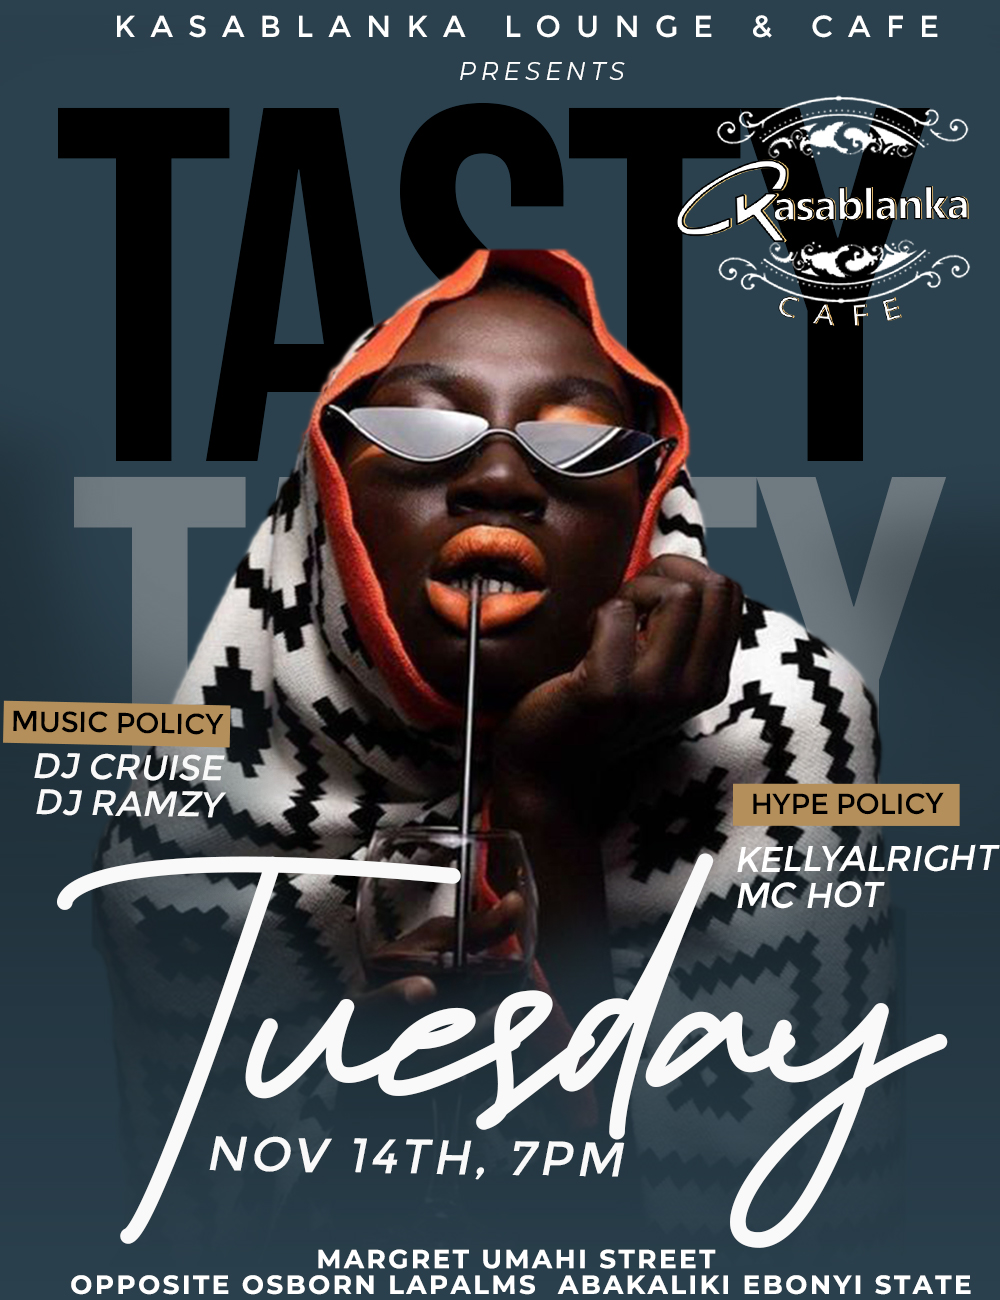 KASABLANKA LOUNGE & CAFE
PRESENTS
TASTY
Kasablanka
CAFE
TASTY
MUSIC POLICY
DJ CRUISE
DJ RAMZY
HYPE POLICY
KELLYALRIGHT
MC HOT
Tuesday
NOV 14TH, 7PM
MARGRET UMAHI STREET
OPPOSITE OSBORN LAPALMS ABAKALIKI EBONYI STATE